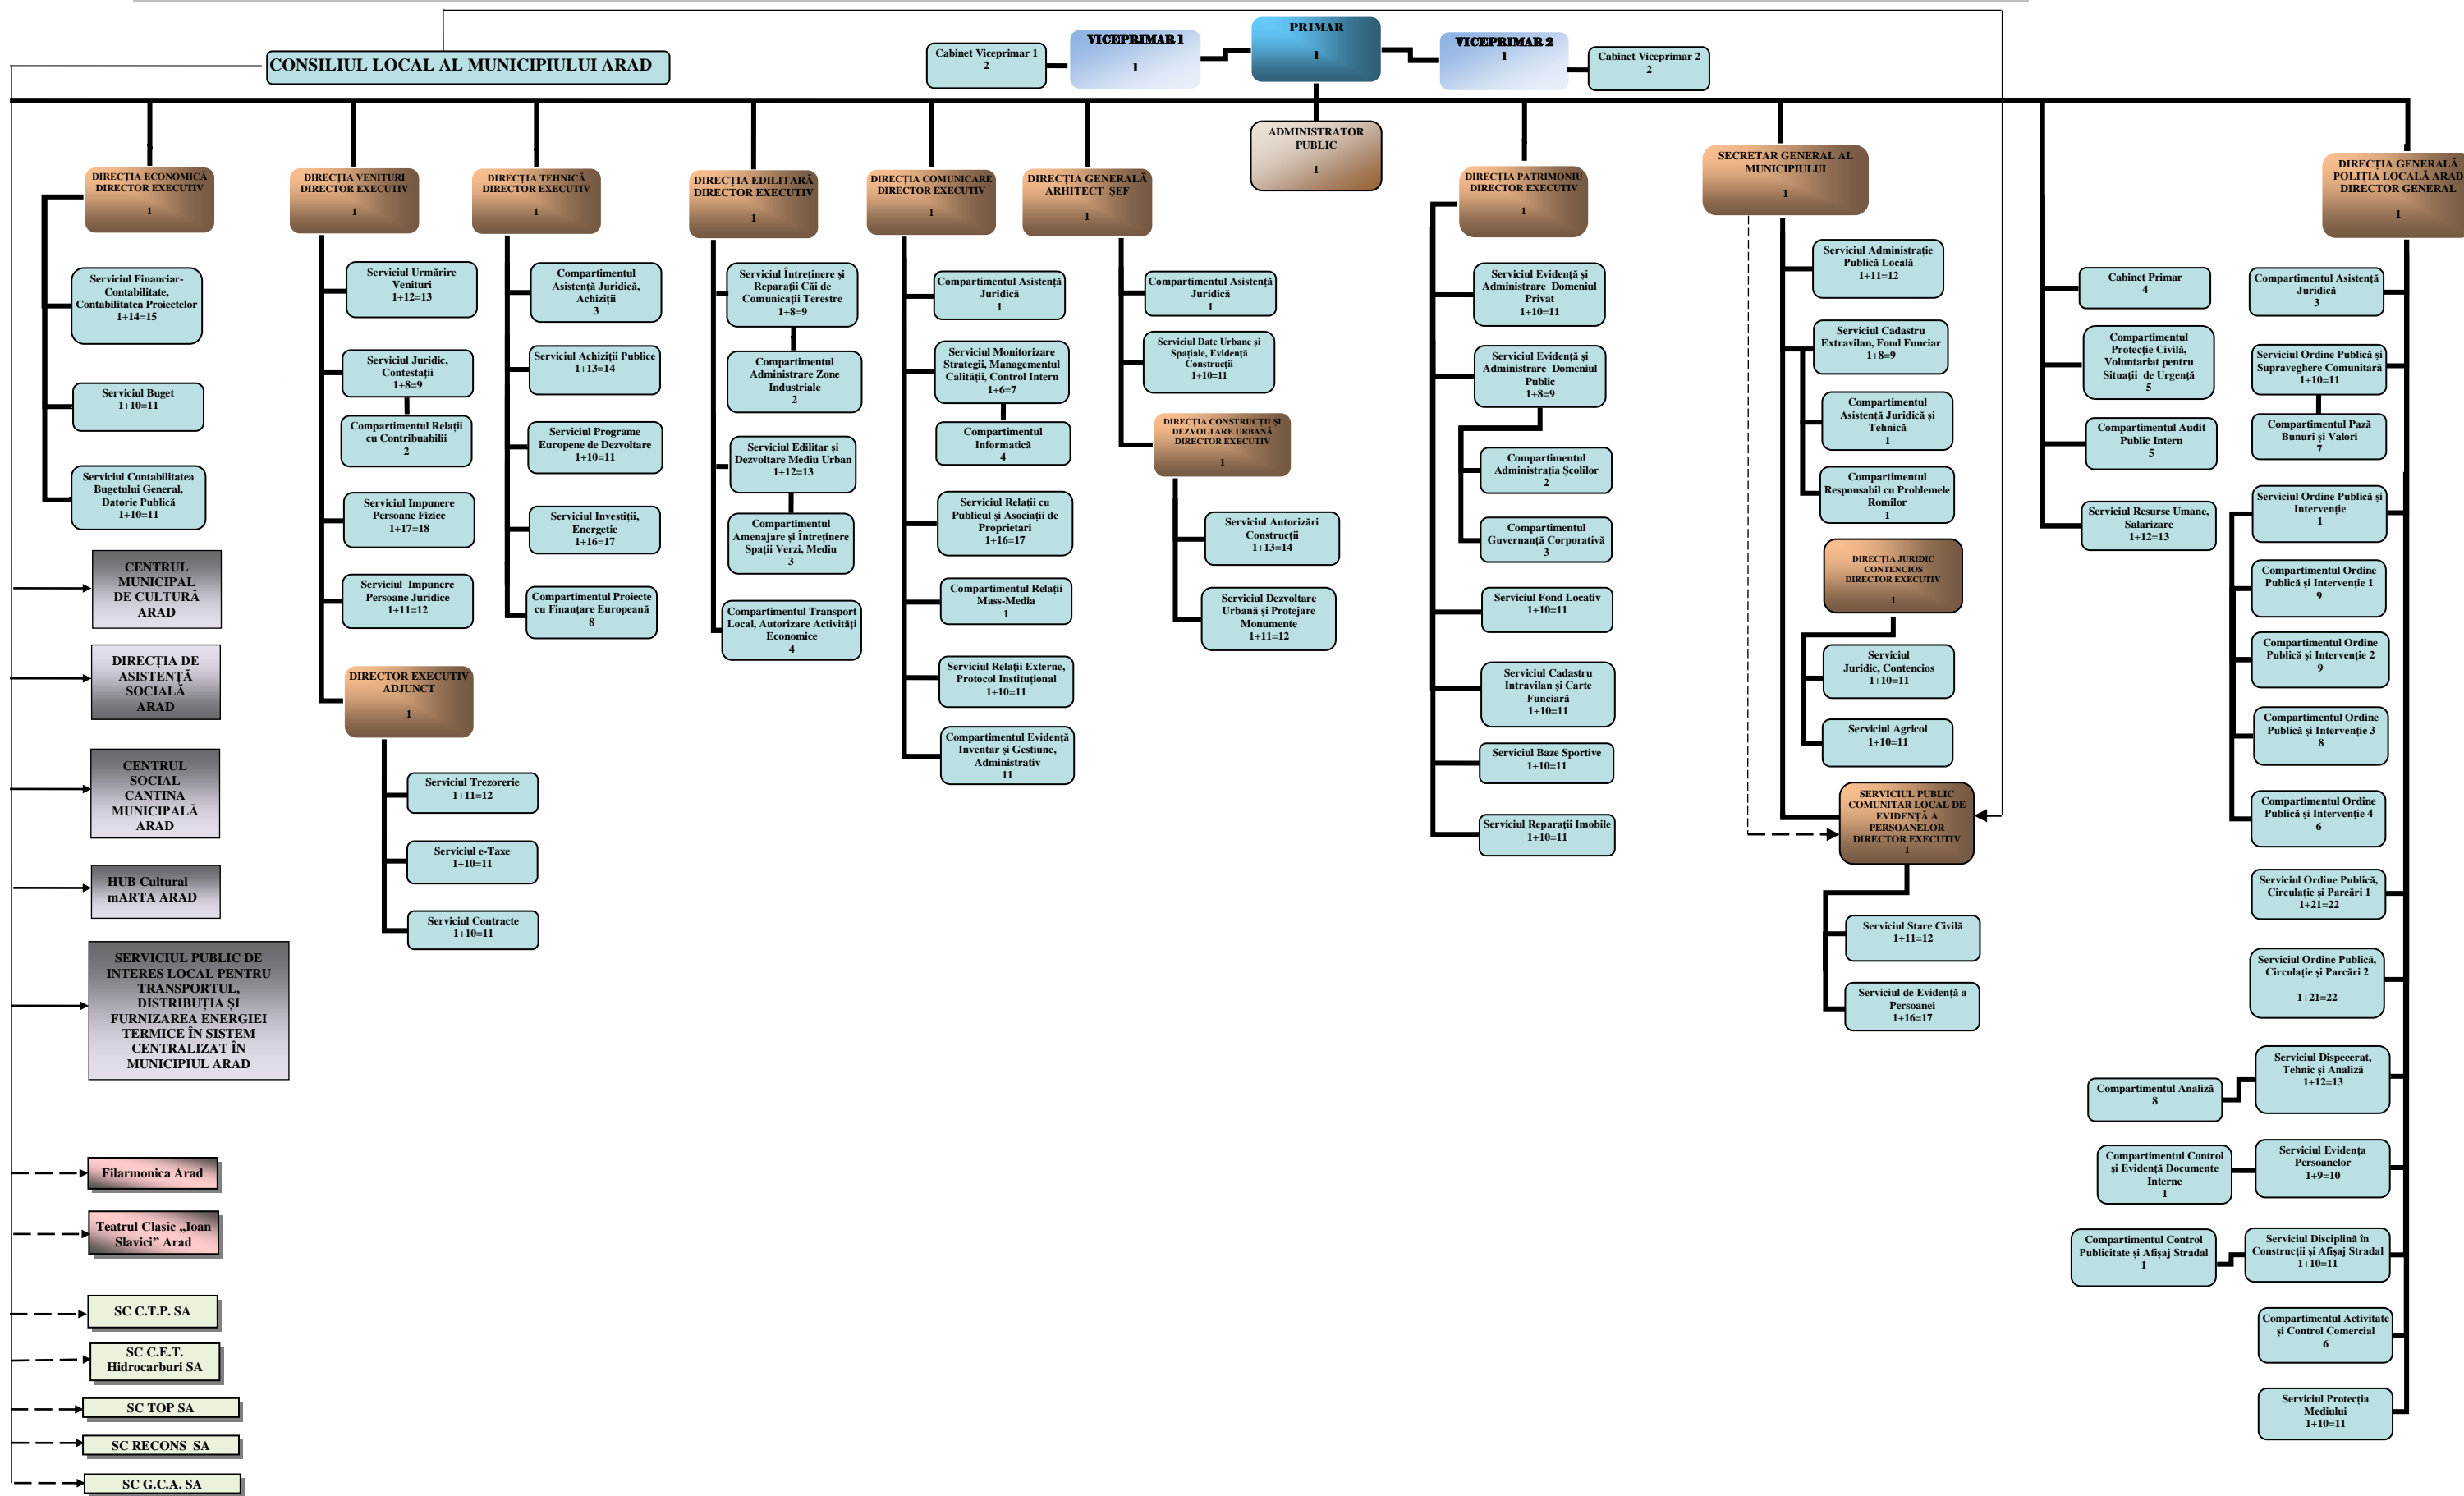 PRIMAR
1
VICEPRIMAR 1
1
VICEPRIMAR 2
1
Cabinet Viceprimar 1
2
Cabinet Viceprimar 2
2
CONSILIUL LOCAL AL MUNICIPIULUI ARAD
ADMINISTRATOR
PUBLIC
1
DIRECȚIA ECONOMICĂ
DIRECTOR EXECUTIV
1
Serviciul Financiar-
Contabilitate,
Contabilitatea Proiectelor
1+14=15
Serviciul Buget
1+10=11
Serviciul Contabilitatea
Bugetului General,
Datorie Publică
1+10=11
CENTRUL
MUNICIPAL
DE CULTURĂ
ARAD
DIRECȚIA DE
ASISTENȚĂ
SOCIALĂ
ARAD
CENTRUL
SOCIAL
CANTINA
MUNICIPALĂ
ARAD
HUB Cultural
mARTA ARAD
SERVICIUL PUBLIC DE
INTERES LOCAL PENTRU
TRANSPORTUL,
DISTRIBUȚIA ȘI
FURNIZAREA ENERGIEI
TERMICE ÎN SISTEM
CENTRALIZAT ÎN
MUNICIPIUL ARAD
Filarmonica Arad
Teatrul Clasic „Ioan
Slavici” Arad
SC C.T.P. SA
SC C.E.T.
Hidrocarburi SA
SC TOP SA
SC RECONS SA
SC G.C.A. SA
DIRECȚIA VENITURI
DIRECTOR EXECUTIV
1
Serviciul Urmărire
Venituri
1+12=13
Serviciul Juridic,
Contestații
1+8=9
Compartimentul Relații
cu Contribuabilii
2
Serviciul Impunere
Persoane Fizice
1+17=18
Serviciul Impunere
Persoane Juridice
1+11=12
DIRECTOR EXECUTIV
ADJUNCT
1
Serviciul Trezorerie
1+11=12
Serviciul e-Taxe
1+10=11
Serviciul Contracte
1+10=11
DIRECȚIA TEHNICĂ
DIRECTOR EXECUTIV
1
Compartimentul
Asistență Juridică,
Achiziții
3
Serviciul Achiziții Publice
1+13=14
Serviciul Programe
Europene de Dezvoltare
1+10=11
Serviciul Investiții,
Energetic
1+16=17
Compartimentul Proiecte
cu Finanțare Europeană
8
DIRECȚIA EDILITARĂ
DIRECTOR EXECUTIV
1
Serviciul Întreținere și
Reparații Căi de
Comunicații Terestre
1+8=9
Compartimentul
Administrare Zone
Industriale
2
Serviciul Edilitar și
Dezvoltare Mediu Urban
1+12=13
Compartimentul
Amenajare și Întreținere
Spații Verzi, Mediu
3
Compartimentul Transport
Local, Autorizare Activități
Economice
4
DIRECȚIA COMUNICARE
DIRECTOR EXECUTIV
1
Compartimentul Asistență
Juridică
1
Serviciul Monitorizare
Strategii, Managementul
Calității, Control Intern
1+6=7
Compartimentul
Informatică
4
Serviciul Relații cu
Publicul și Asociații de
Proprietari
1+16=17
Compartimentul Relații
Mass-Media
1
Serviciul Relații Externe,
Protocol Instituțional
1+10=11
Compartimentul Evidență
Inventar și Gestiune,
Administrativ
11
DIRECȚIA GENERALĂ
ARHITECT ȘEF
1
Compartimentul Asistență
Juridică
1
Serviciul Date Urbane și
Spațiale, Evidență
Construcții
1+10=11
DIRECȚIA CONSTRUCȚII ȘI
DEZVOLTARE URBANĂ
DIRECTOR EXECUTIV
1
Serviciul Autorizări
Construcții
1+13=14
Serviciul Dezvoltare
Urbană și Protejare
Monumente
1+11=12
DIRECȚIA PATRIMONIU
DIRECTOR EXECUTIV
1
Serviciul Evidență și
Administrare Domeniul
Privat
1+10=11
Serviciul Evidență și
Administrare Domeniul
Public
1+8=9
Compartimentul
Administrația Școlilor
2
Compartimentul
Guvernanță Corporativă
3
Serviciul Fond Locativ
1+10=11
Serviciul Cadastru
Intravilan și Carte
Funciară
1+10=11
Serviciul Baze Sportive
1+10=11
Serviciul Reparații Imobile
1+10=11
SECRETAR GENERAL AL
MUNICIPIULUI
1
Serviciul Administrație
Publică Locală
1+11=12
Serviciul Cadastru
Extravilan, Fond Funciar
1+8=9
Compartimentul
Asistență Juridică și
Tehnică
1
Compartimentul
Responsabil cu Problemele
Romilor
1
DIRECȚIA JURIDIC
CONTENCIOS
DIRECTOR EXECUTIV
1
Serviciul
Juridic, Contencios
1+10=11
Serviciul Agricol
1+10=11
SERVICIUL PUBLIC
COMUNITAR LOCAL DE
EVIDENȚĂ A
PERSOANELOR
DIRECTOR EXECUTIV
1
Serviciul Stare Civilă
1+11=12
Serviciul de Evidență a
Persoanei
1+16=17
Cabinet Primar
4
Compartimentul
Protecție Civilă,
Voluntariat pentru
Situații de Urgență
5
Compartimentul Audit
Public Intern
5
Serviciul Resurse Umane,
Salarizare
1+12=13
DIRECȚIA GENERALĂ
POLIȚIA LOCALĂ ARAD
DIRECTOR GENERAL
1
Compartimentul Asistență
Juridică
3
Serviciul Ordine Publică și
Supraveghere Comunitară
1+10=11
Compartimentul Pază
Bunuri și Valori
7
Serviciul Ordine Publică și
Intervenție
1
Compartimentul Ordine
Publică și Intervenție 1
9
Compartimentul Ordine
Publică și Intervenție 2
9
Compartimentul Ordine
Publică și Intervenție 3
8
Compartimentul Ordine
Publică și Intervenție 4
6
Serviciul Ordine Publică,
Circulație și Parcări 1
1+21=22
Serviciul Ordine Publică,
Circulație și Parcări 2
1+21=22
Serviciul Dispecerat,
Tehnic și Analiză
1+12=13
Compartimentul Analiză
8
Serviciul Evidența
Persoanelor
1+9=10
Compartimentul Control
și Evidență Documente
Interne
1
Serviciul Disciplină în
Construcții și Afișaj Stradal
1+10=11
Compartimentul Control
Publicitate și Afișaj Stradal
1
Compartimentul Activitate
și Control Comercial
6
Serviciul Protecția
Mediului
1+10=11